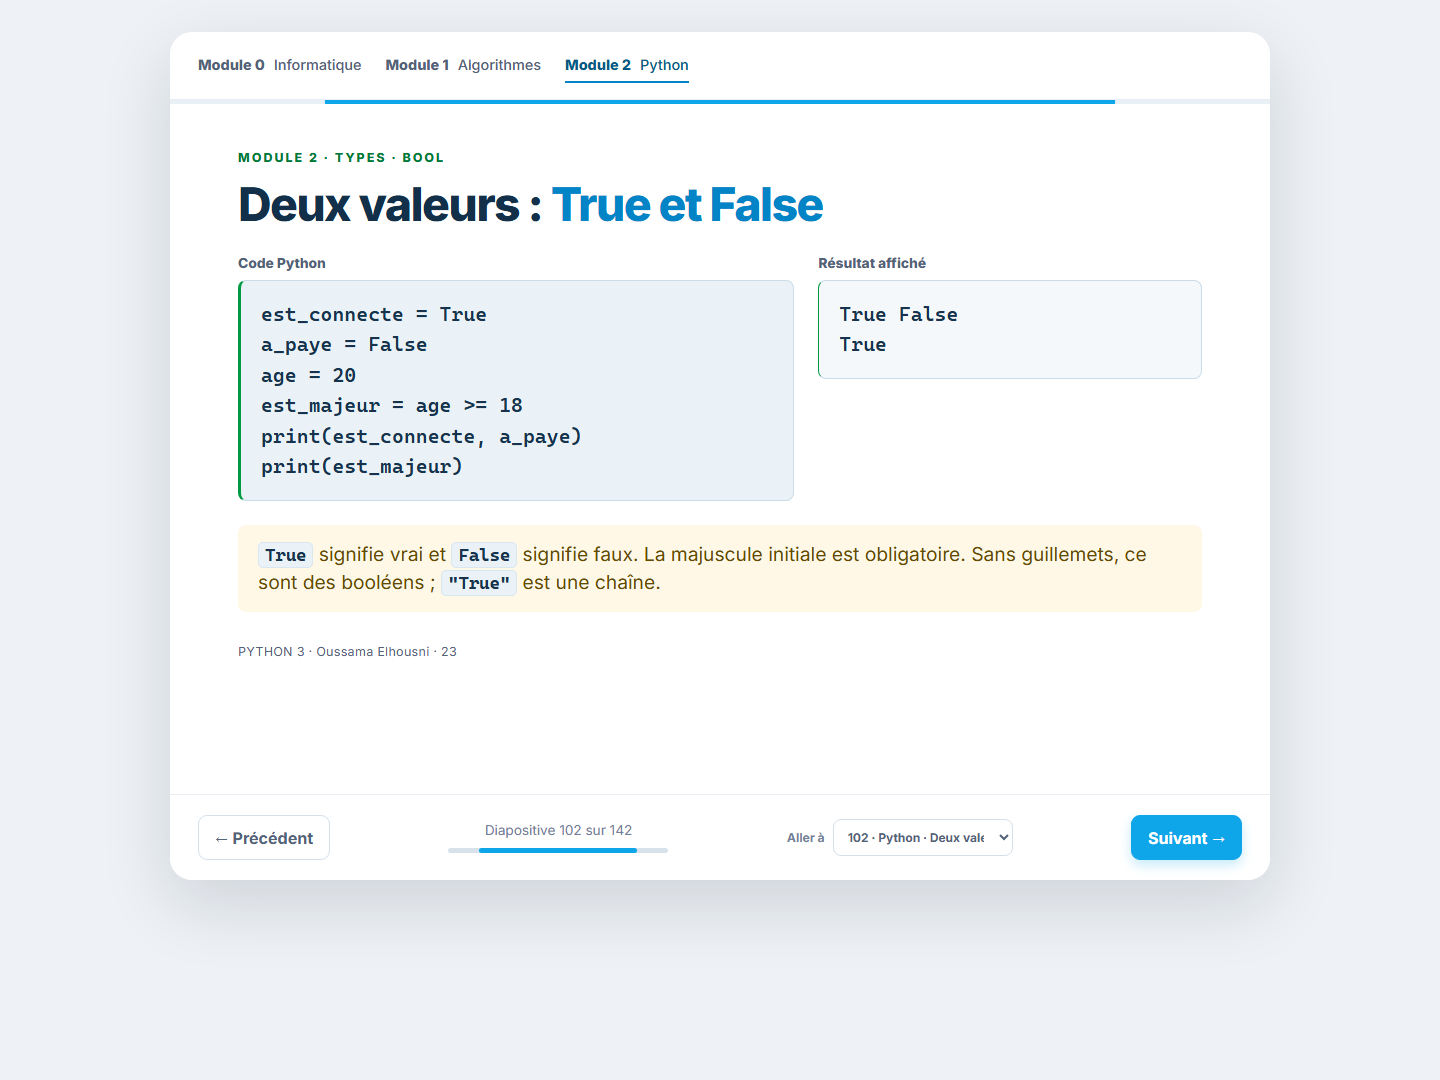 Module 0 Informatique Module 1 Algorithmes Module 2 Python
MODULE 2 · TYPES · BOOL
Deux valeurs : True et False
Code Python
est_connecte = True
a_paye = False
age = 20
est_majeur = age >= 18
print(est_connecte, a_paye)
print(est_majeur)
Résultat affiché
True False
True
True signifie vrai et False signifie faux. La majuscule initiale est obligatoire. Sans guillemets, ce
sont des booléens ; "True" est une chaîne.
PYTHON 3 · Oussama Elhousni · 23
← Précédent
Diapositive 102 sur 142
Aller à 102 · Python · Deux vale
Suivant →